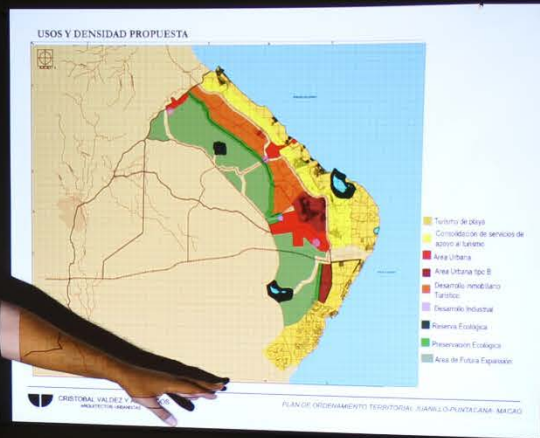 USOS Y DENSIDAD PROPUESTA
Turismo de playa
Consolidación de servicios de
apoyo al turismo
Area Urbana
Area Urbana tipo B
Desarrollo Inmobiliario
Turístico
Desarrollo Industrial
Reserva Ecológica
Preservación Ecológica
Area de Futura Expansión
CRISTOBAL VALDEZ Y
ARQUITECTOS URBANISTAS
PLAN DE ORDENAMIENTO TERRITORIAL JUANILLO-PUNTACANA- MACAO